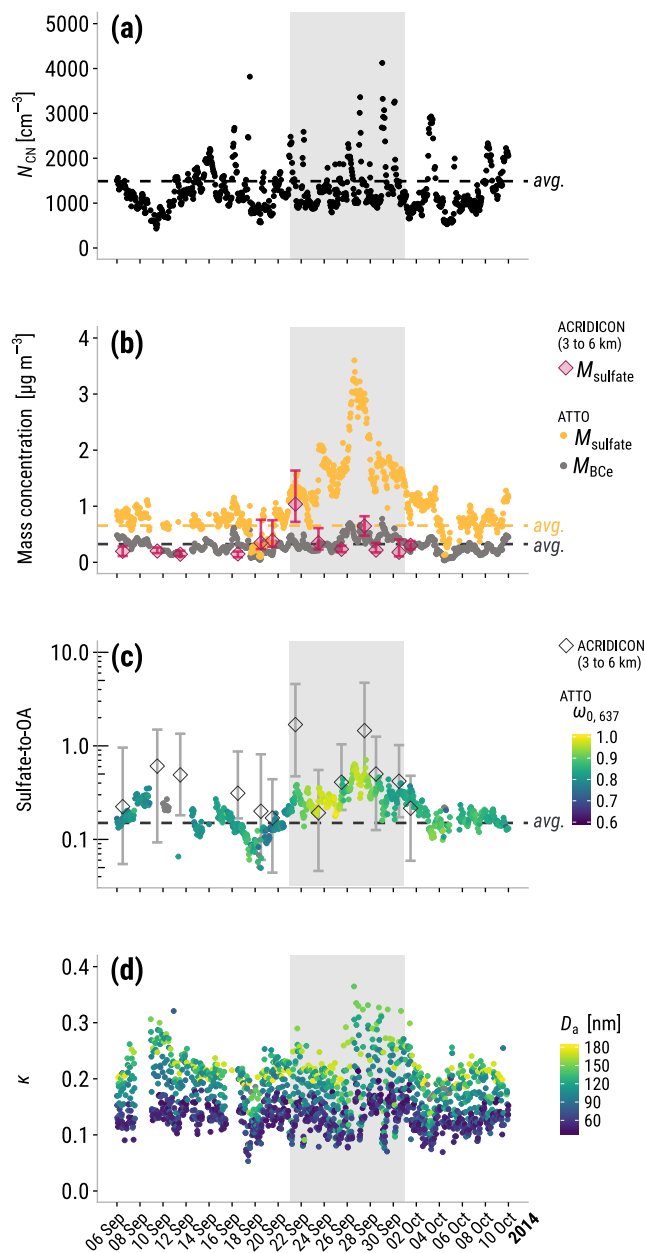 (a)
5000
4000
3000
2000
1000
0
N_CN [cm⁻³]
avg.
(b)
4
3
2
1
0
Mass concentration [µg m⁻³]
avg.
avg.
ACRIDICON
(3 to 6 km)
M_sulfate
ATTO
M_sulfate
M_BCe
(c)
10.0
1.0
0.1
Sulfate-to-OA
avg.
ACRIDICON
(3 to 6 km)
ATTO
ω_0, 637
1.0
0.9
0.8
0.7
0.6
(d)
0.4
0.3
0.2
0.1
0.0
κ
D_a [nm]
180
150
120
90
60
06 Sep
08 Sep
10 Sep
12 Sep
14 Sep
16 Sep
18 Sep
20 Sep
22 Sep
24 Sep
26 Sep
28 Sep
30 Sep
02 Oct
04 Oct
06 Oct
08 Oct
10 Oct
2014